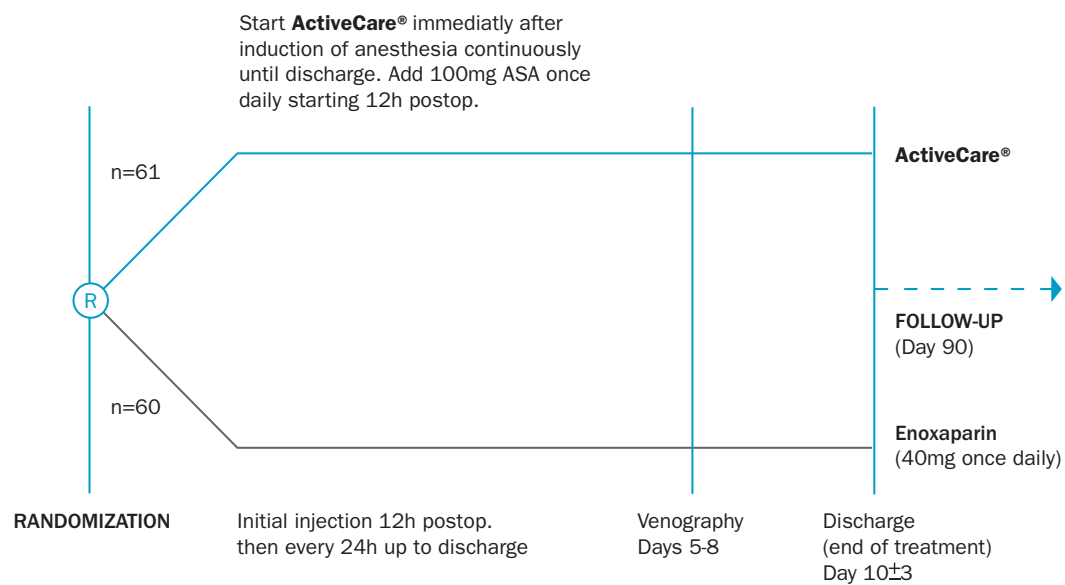 Start ActiveCare® immediatly after
induction of anesthesia continuously
until discharge. Add 100mg ASA once
daily starting 12h postop.
n=61
ActiveCare®
R
FOLLOW-UP
(Day 90)
n=60
Enoxaparin
(40mg once daily)
RANDOMIZATION
Initial injection 12h postop.
then every 24h up to discharge
Venography
Days 5-8
Discharge
(end of treatment)
Day 10±3